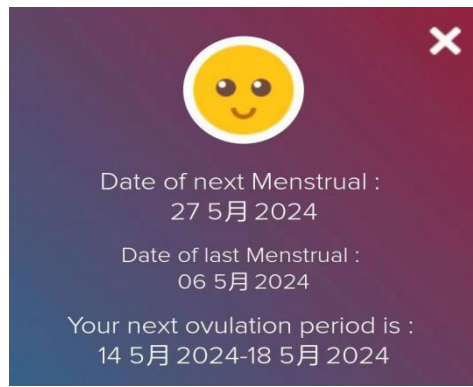 Date of next Menstrual :
27 5月 2024
Date of last Menstrual :
06 5月 2024
Your next ovulation period is :
14 5月 2024-18 5月 2024